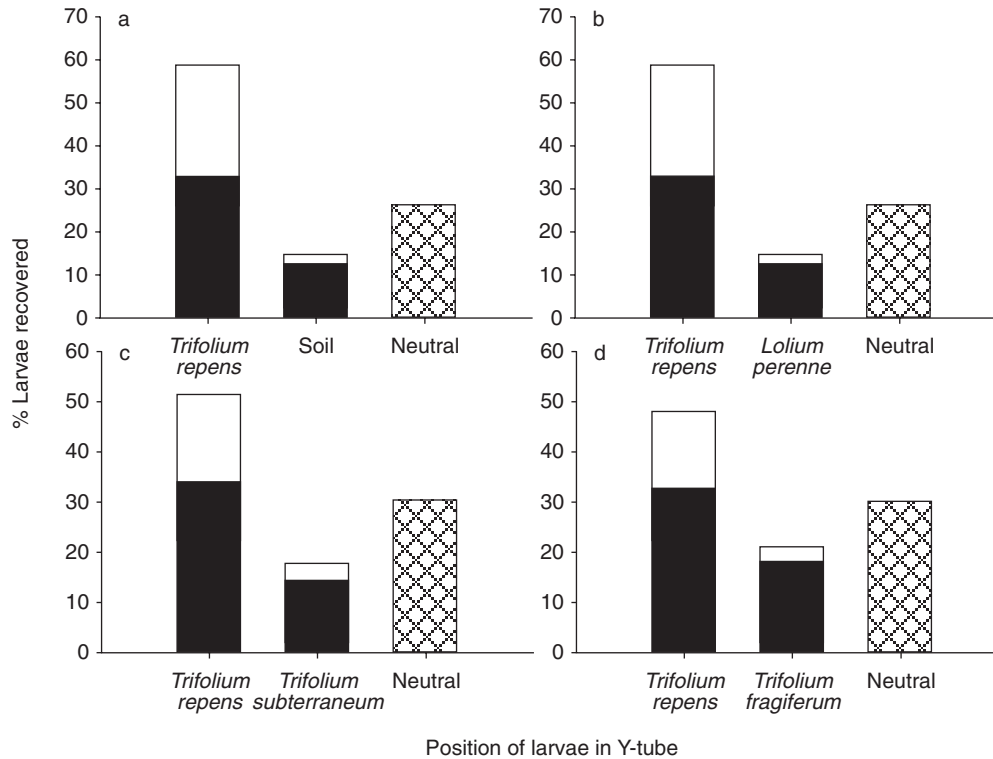 a
70
60
50
40
30
20
10
0
Trifolium repens
Soil
Neutral
b
70
60
50
40
30
20
10
0
Trifolium repens
Lolium perenne
Neutral
% Larvae recovered
c
60
50
40
30
20
10
0
Trifolium repens
Trifolium subterraneum
Neutral
d
60
50
40
30
20
10
0
Trifolium repens
Trifolium fragiferum
Neutral
Position of larvae in Y-tube